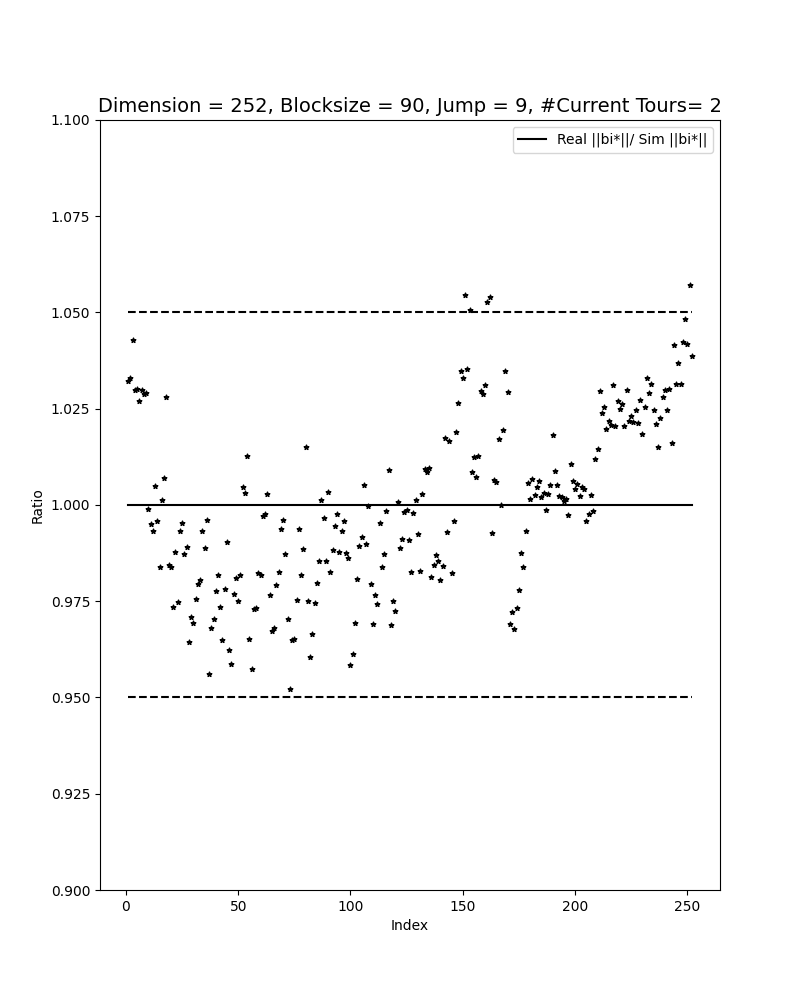 Dimension = 252, Blocksize = 90, Jump = 9, #Current Tours= 2
Real ||bi*||/ Sim ||bi*||
1.100
1.075
1.050
1.025
1.000
0.975
0.950
0.925
0.900
Ratio
0 50 100 150 200 250
Index